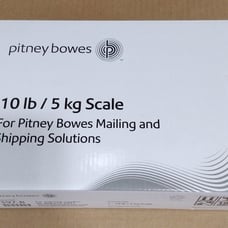 pitney bowes
10 lb / 5 kg Scale
For Pitney Bowes Mailing and
Shipping Solutions